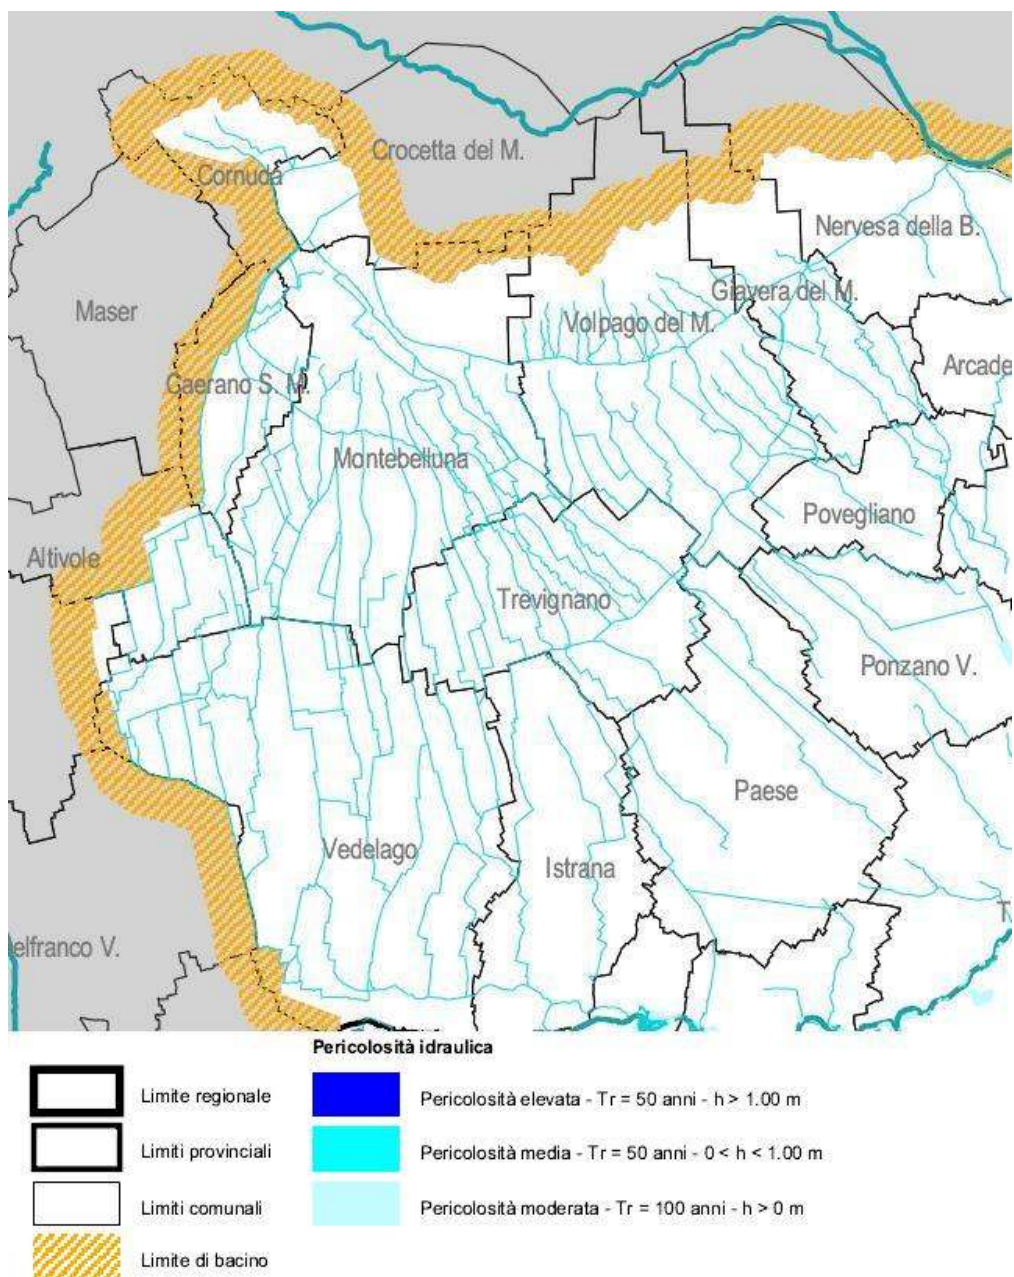 Crocetta del M.
Cornuda
Nervesa della B.
Maser
Giavera del M.
Volpago del M.
Arcade
Caerano S. M.
Montebelluna
Povegliano
Altivole
Trevignano
Ponzano V.
Paese
Vedelago
Istrana
T
elfranco V.
Pericolosità idraulica
Limite regionale
Pericolosità elevata - Tr = 50 anni - h > 1.00 m
Limiti provinciali
Pericolosità media - Tr = 50 anni - 0 < h < 1.00 m
Limiti comunali
Pericolosità moderata - Tr = 100 anni - h > 0 m
Limite di bacino